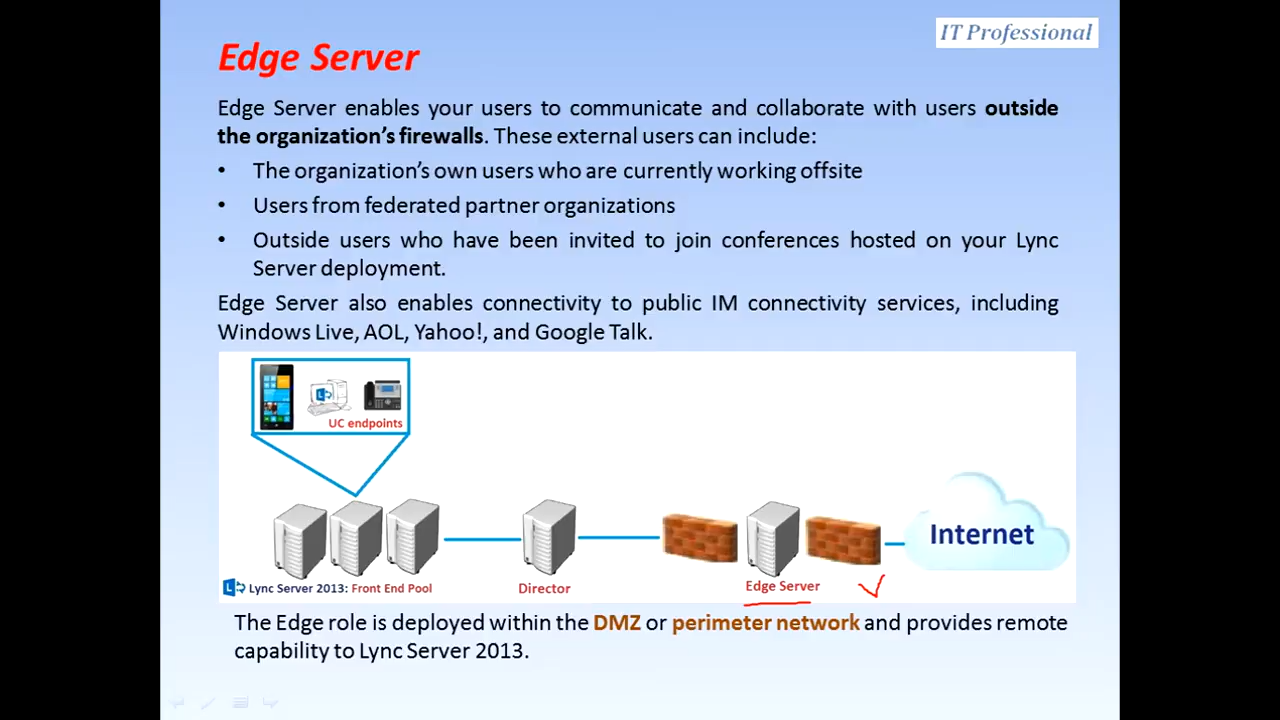 IT Professional
Edge Server
Edge Server enables your users to communicate and collaborate with users outside
the organization's firewalls. These external users can include:
• The organization's own users who are currently working offsite
• Users from federated partner organizations
• Outside users who have been invited to join conferences hosted on your Lync
Server deployment.
Edge Server also enables connectivity to public IM connectivity services, including
Windows Live, AOL, Yahoo!, and Google Talk.
UC endpoints
Internet
Lync Server 2013: Front End Pool
Director
Edge Server
The Edge role is deployed within the DMZ or perimeter network and provides remote
capability to Lync Server 2013.